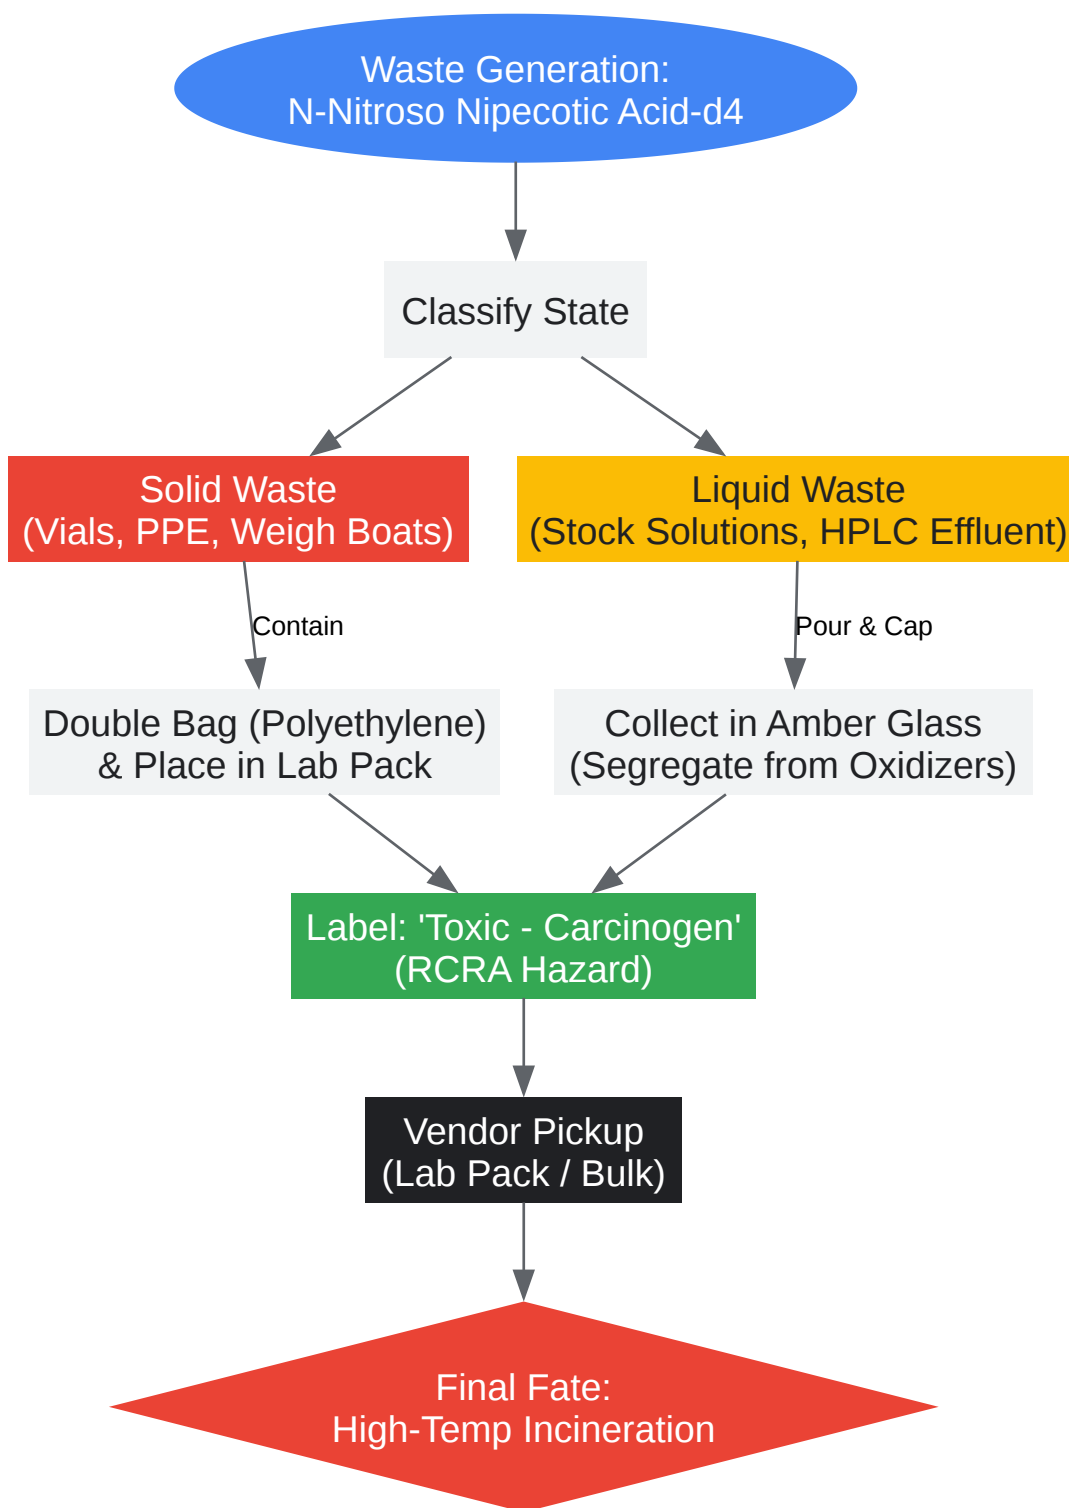 Waste Generation:
N-Nitroso Nipecotic Acid-d4
Classify State
Solid Waste
(Vials, PPE, Weigh Boats)
Liquid Waste
(Stock Solutions, HPLC Effluent)
Contain
Pour & Cap
Double Bag (Polyethylene)
& Place in Lab Pack
Collect in Amber Glass
(Segregate from Oxidizers)
Label: 'Toxic - Carcinogen'
(RCRA Hazard)
Vendor Pickup
(Lab Pack / Bulk)
Final Fate:
High-Temp Incineration